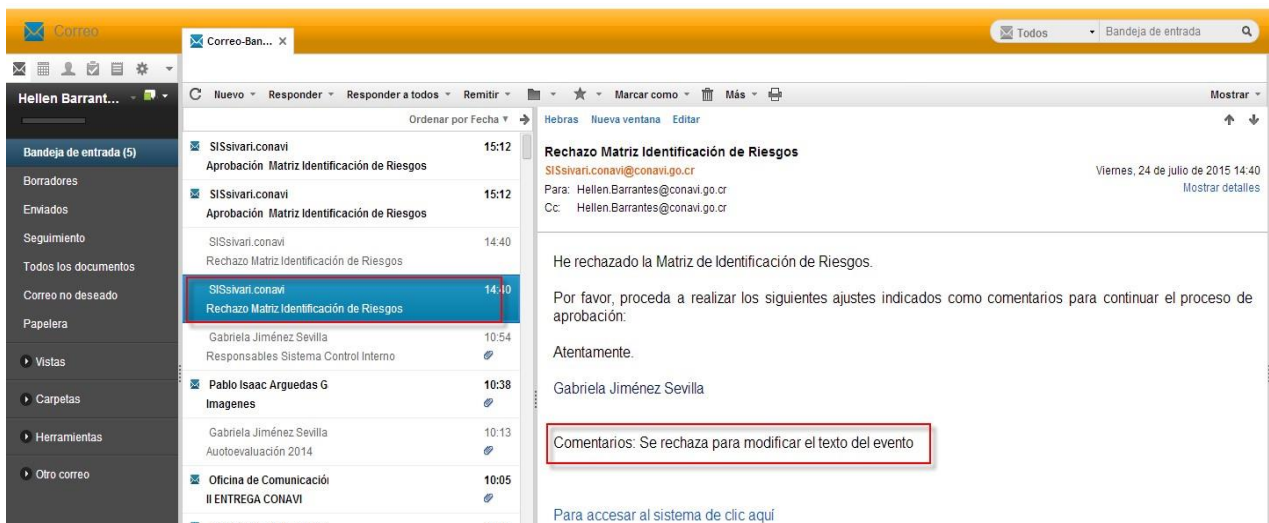 Correo
Correo-Ban... X
Todos
Bandeja de entrada
Hellen Barrant...
Nuevo Responder Responder a todos Remitir Marcar como Más Mostrar
Ordenar por Fecha
Hebras Nueva ventana Editar
Bandeja de entrada (5)
Borradores
Enviados
Seguimiento
Todos los documentos
Correo no deseado
Papelera
Vistas
Carpetas
Herramientas
Otro correo
SISsivari.conavi 15:12
Aprobación Matriz Identificación de Riesgos
SISsivari.conavi 15:12
Aprobación Matriz Identificación de Riesgos
SISsivari.conavi 14:40
Rechazo Matriz Identificación de Riesgos
SISsivari.conavi 14:40
Rechazo Matriz Identificación de Riesgos
Gabriela Jiménez Sevilla 10:54
Responsables Sistema Control Interno
Pablo Isaac Arguedas G 10:38
Imagenes
Gabriela Jiménez Sevilla 10:13
Auotoevaluación 2014
Oficina de Comunicació 10:05
II ENTREGA CONAVI
Rechazo Matriz Identificación de Riesgos
SISsivari.conavi@conavi.go.cr
Viernes, 24 de julio de 2015 14:40
Para: Hellen.Barrantes@conavi.go.cr
Mostrar detalles
Cc: Hellen.Barrantes@conavi.go.cr
He rechazado la Matriz de Identificación de Riesgos.
Por favor, proceda a realizar los siguientes ajustes indicados como comentarios para continuar el proceso de
aprobación:
Atentamente.
Gabriela Jiménez Sevilla
Comentarios: Se rechaza para modificar el texto del evento
Para accesar al sistema de clic aquí